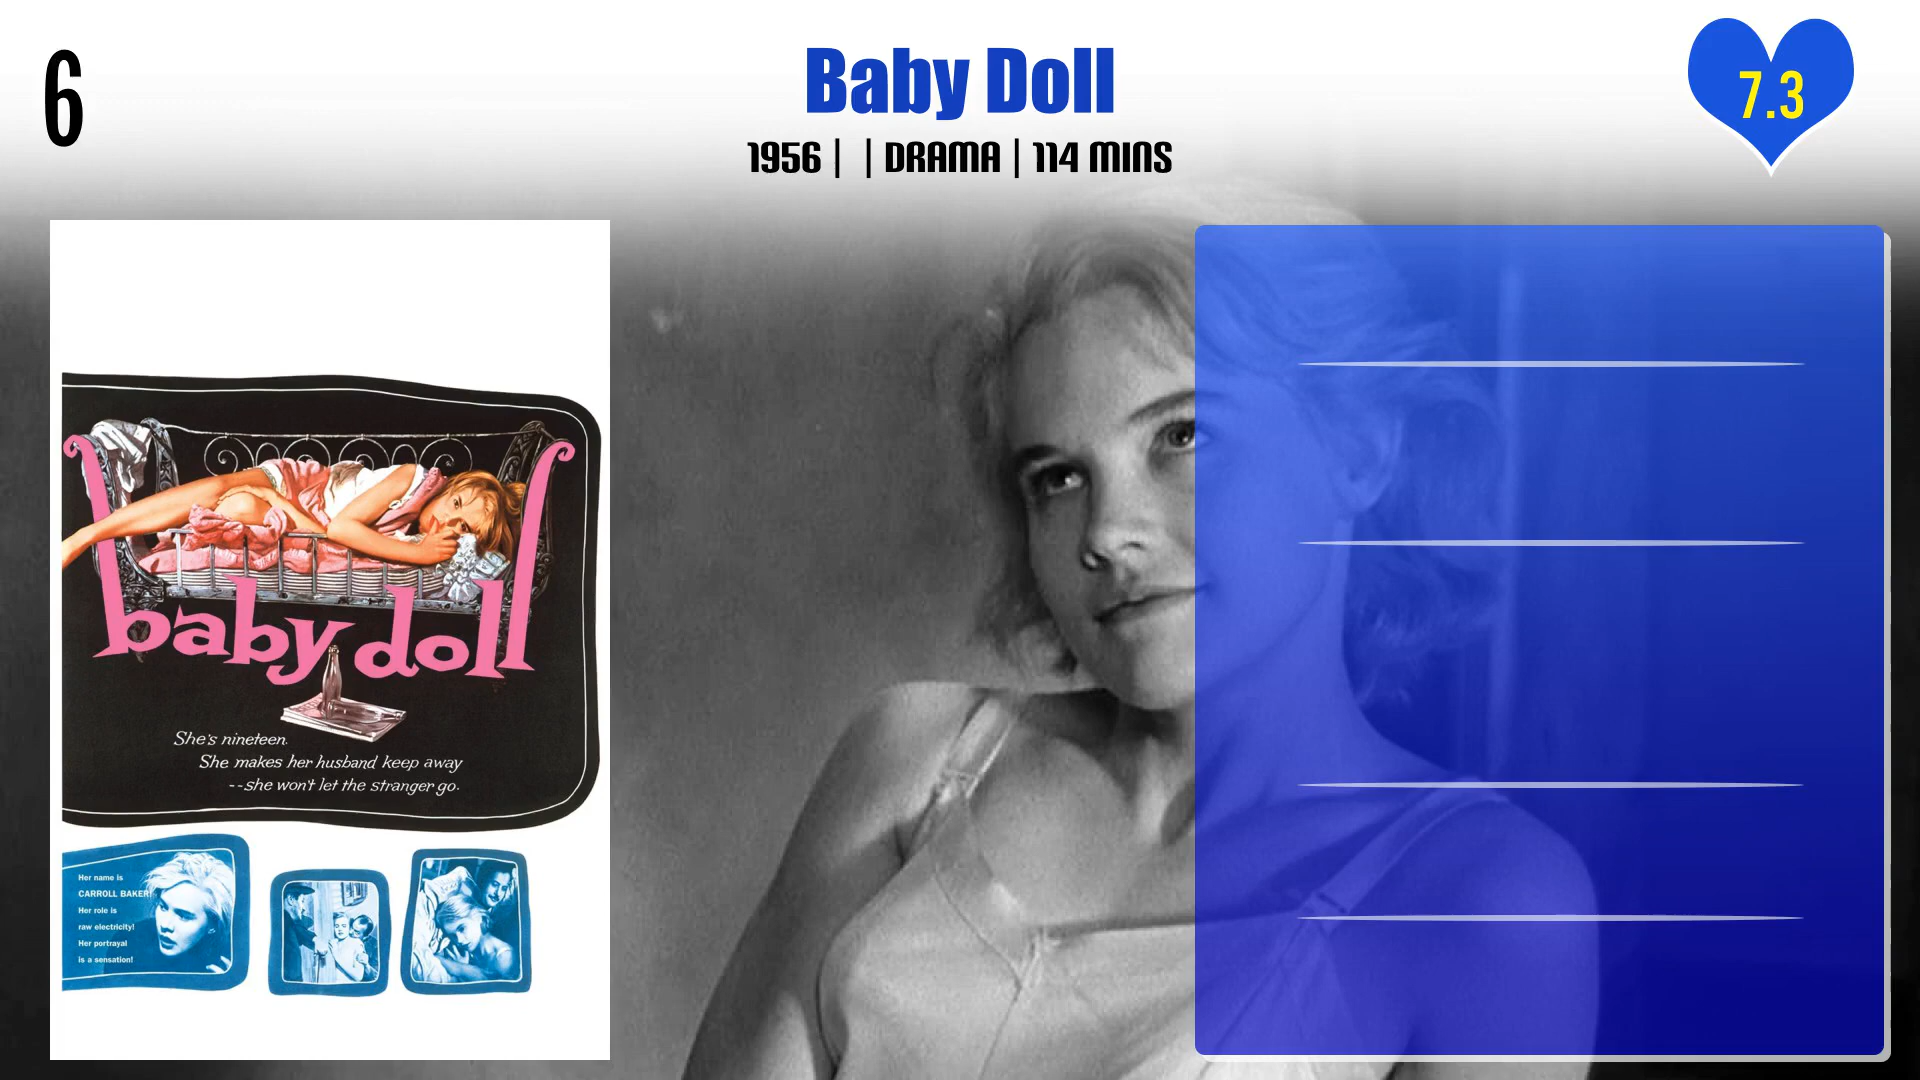 6
Baby Doll
7.3
1956 | | DRAMA | 114 MINS
baby doll
She's nineteen.
She makes her husband keep away
--she won't let the stranger go.
Her name is
CARROLL BAKER!
Her role is
raw electricity!
Her portrayal
is a sensation!